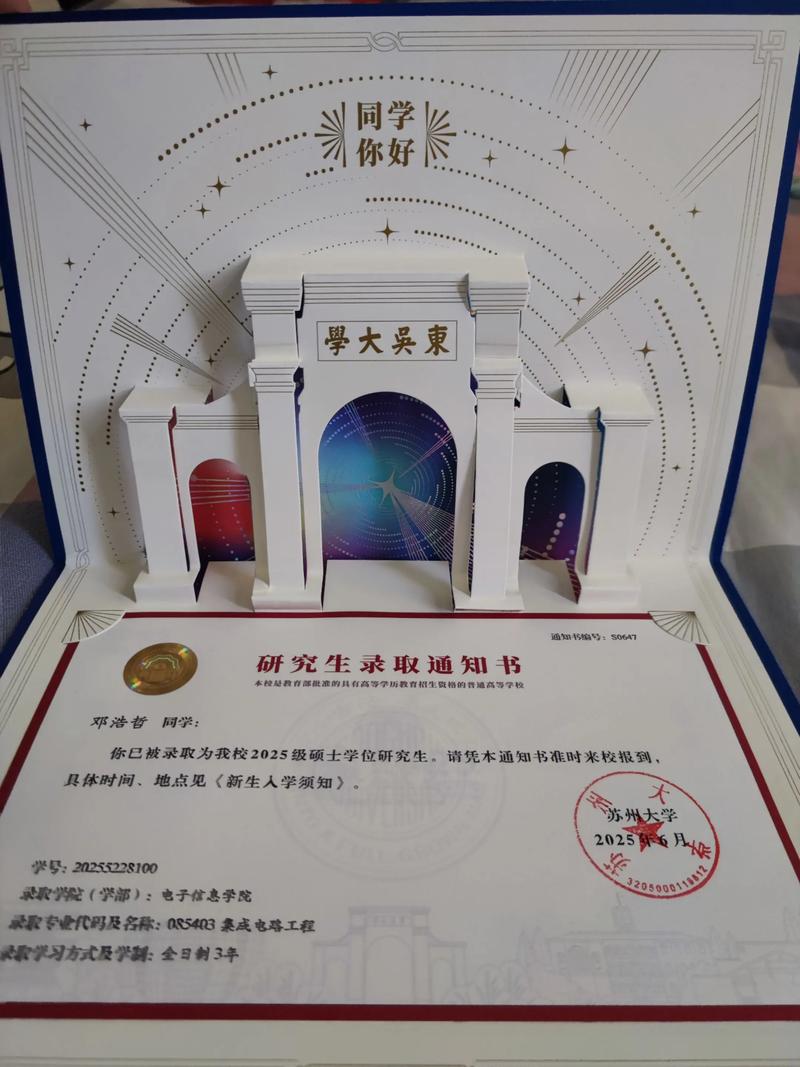 同学
你好
學大吳東
通知书编号：S0647
研究生录取通知书
本校是教育部批准的具有高等学历教育招生资格的普通高等学校
邓浩哲 同学：
你已被录取为我校2025级硕士学位研究生。请凭本通知书准时来校报到，
具体时间、地点见《新生入学须知》。
苏州大学
苏州大学
2025年6月
3205000118812
学号：20255228100
录取学院（学部）：电子信息学院
录取专业代码及名称：085403 集成电路工程
录取学习方式及学制：全日制 3年